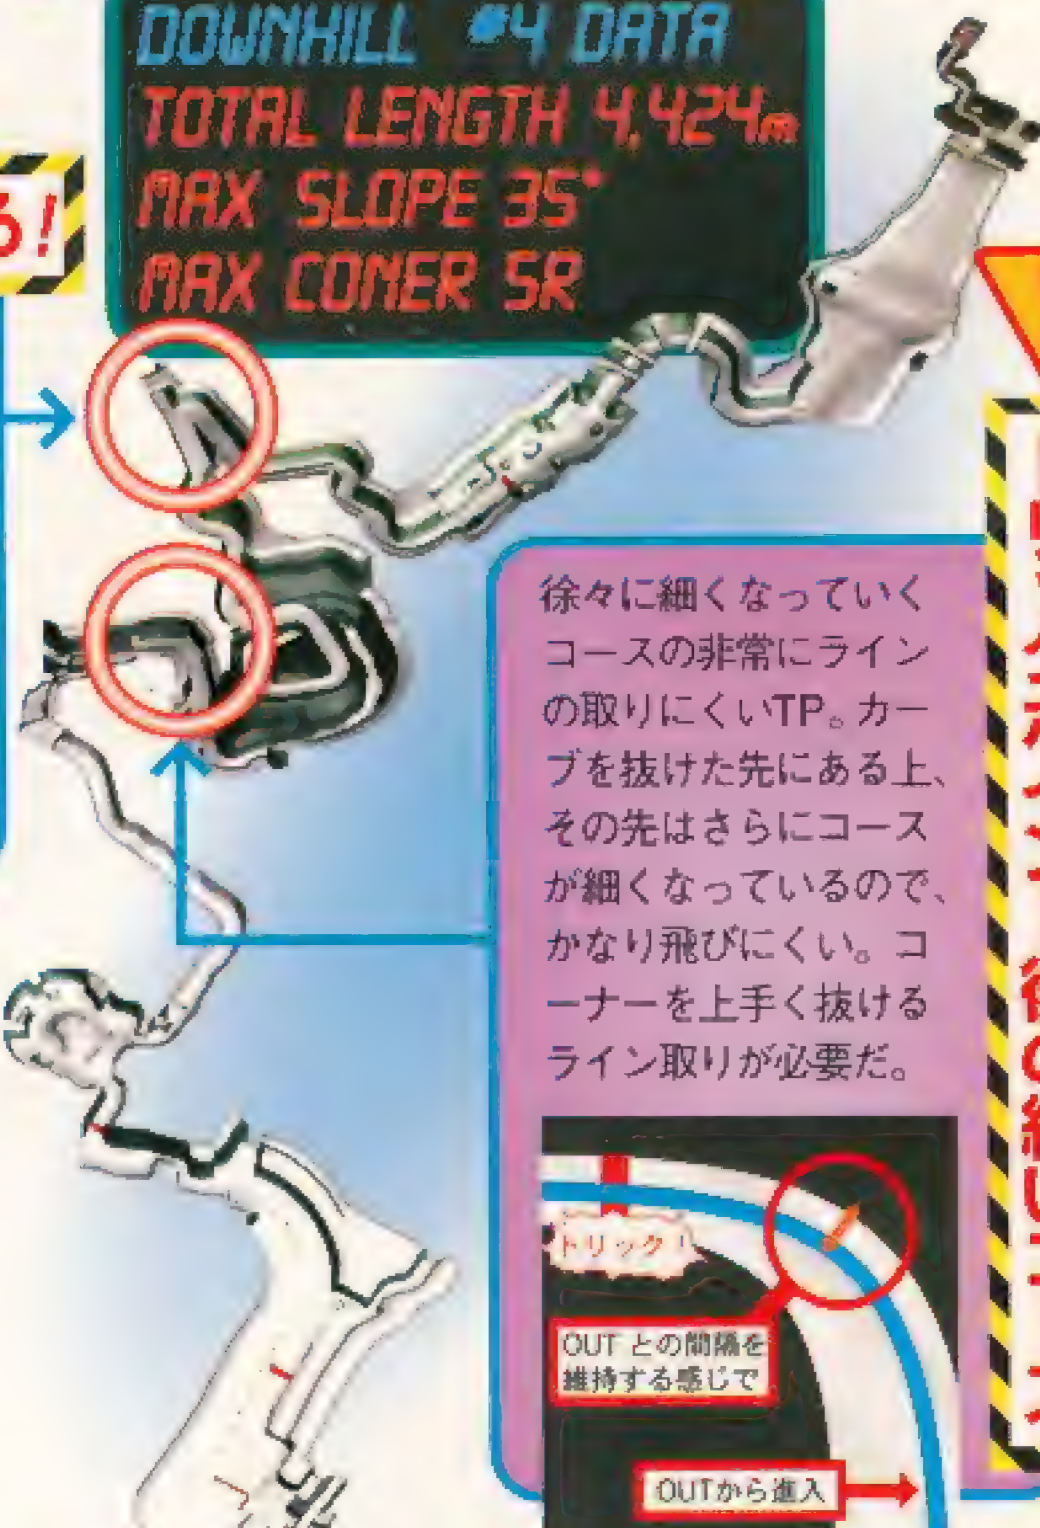 DOWNHILL #4 DATA
TOTAL LENGTH 4,424m
MAX SLOPE 35°
MAX CONER 5R
る!
徐々に細くなっていく
コースの非常にライン
の取りにくいTP。カー
ブを抜けた先にある上、
その先はさらにコース
が細くなっているので、
かなり飛びにくい。コ
ーナーを上手く抜ける
ライン取りが必要だ。
トリック!
OUT との間隔を
維持する感じで
OUTから進入